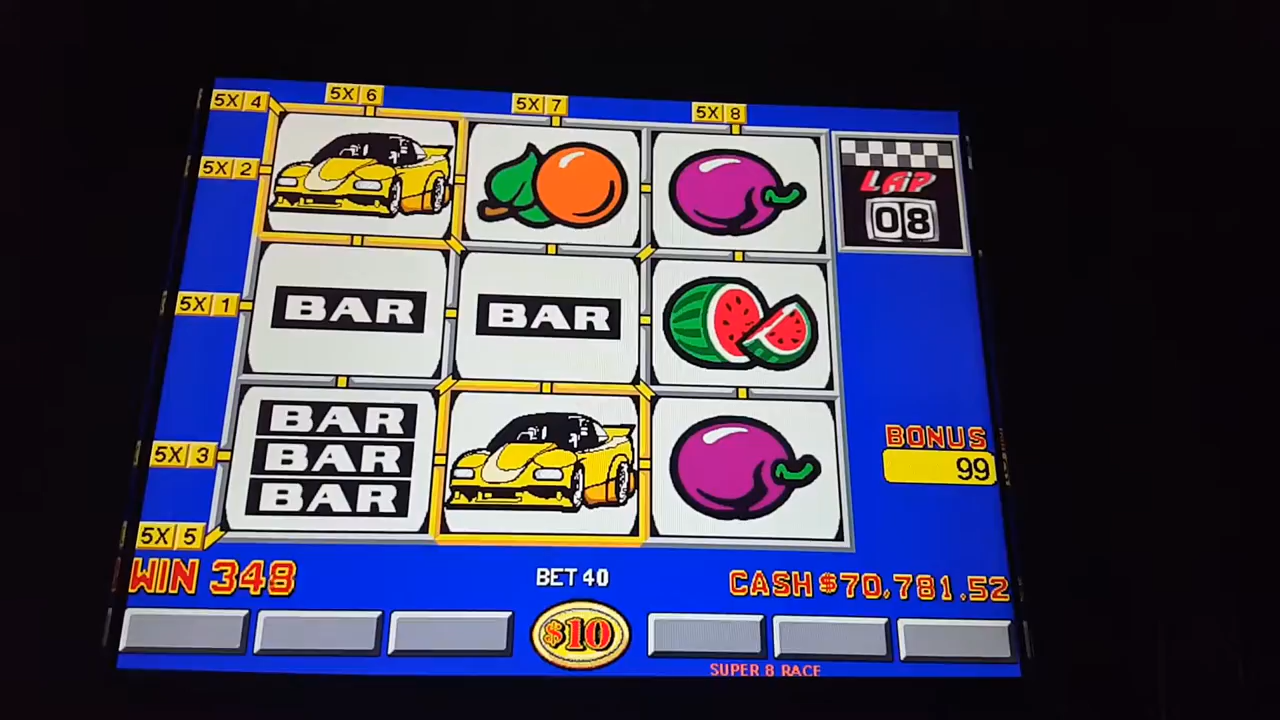 5X 4
5X 6
5X 7
5X 8
5X 2
LAP
08
5X 1
BAR
BAR
BAR
BAR
BAR
BONUS
99
5X 3
5X 5
WIN 348
BET 40
CASH $70,781.52
$10
SUPER 8 RACE